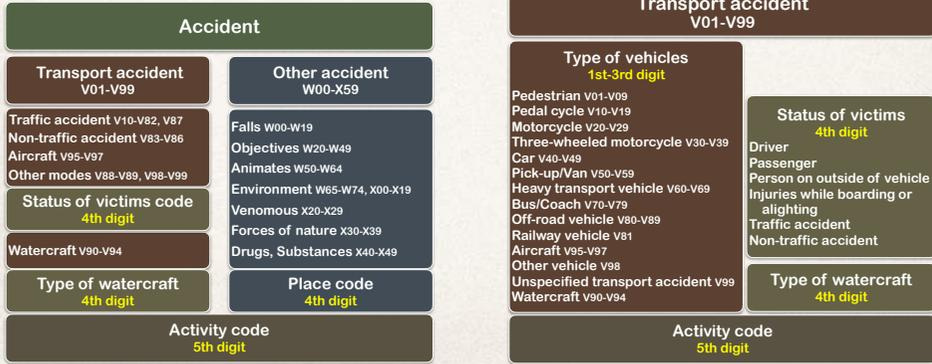 Accident
Transport accident
V01-V99
Traffic accident V10-V82, V87
Non-traffic accident V83-V86
Aircraft V95-V97
Other modes V88-V89, V98-V99
Status of victims code
4th digit
Watercraft V90-V94
Type of watercraft
4th digit
Other accident
W00-X59
Falls W00-W19
Objectives W20-W49
Animates W50-W64
Environment W65-W74, X00-X19
Venomous X20-X29
Forces of nature X30-X39
Drugs, Substances X40-X49
Place code
4th digit
Activity code
5th digit
Transport accident
V01-V99
Type of vehicles
1st-3rd digit
Pedestrian V01-V09
Pedal cycle V10-V19
Motorcycle V20-V29
Three-wheeled motorcycle V30-V39
Car V40-V49
Pick-up/Van V50-V59
Heavy transport vehicle V60-V69
Bus/Coach V70-V79
Off-road vehicle V80-V89
Railway vehicle V81
Aircraft V95-V97
Other vehicle V98
Unspecified transport accident V99
Watercraft V90-V94
Status of victims
4th digit
Driver
Passenger
Person on outside of vehicle
Injuries while boarding or
alighting
Traffic accident
Non-traffic accident
Type of watercraft
4th digit
Activity code
5th digit